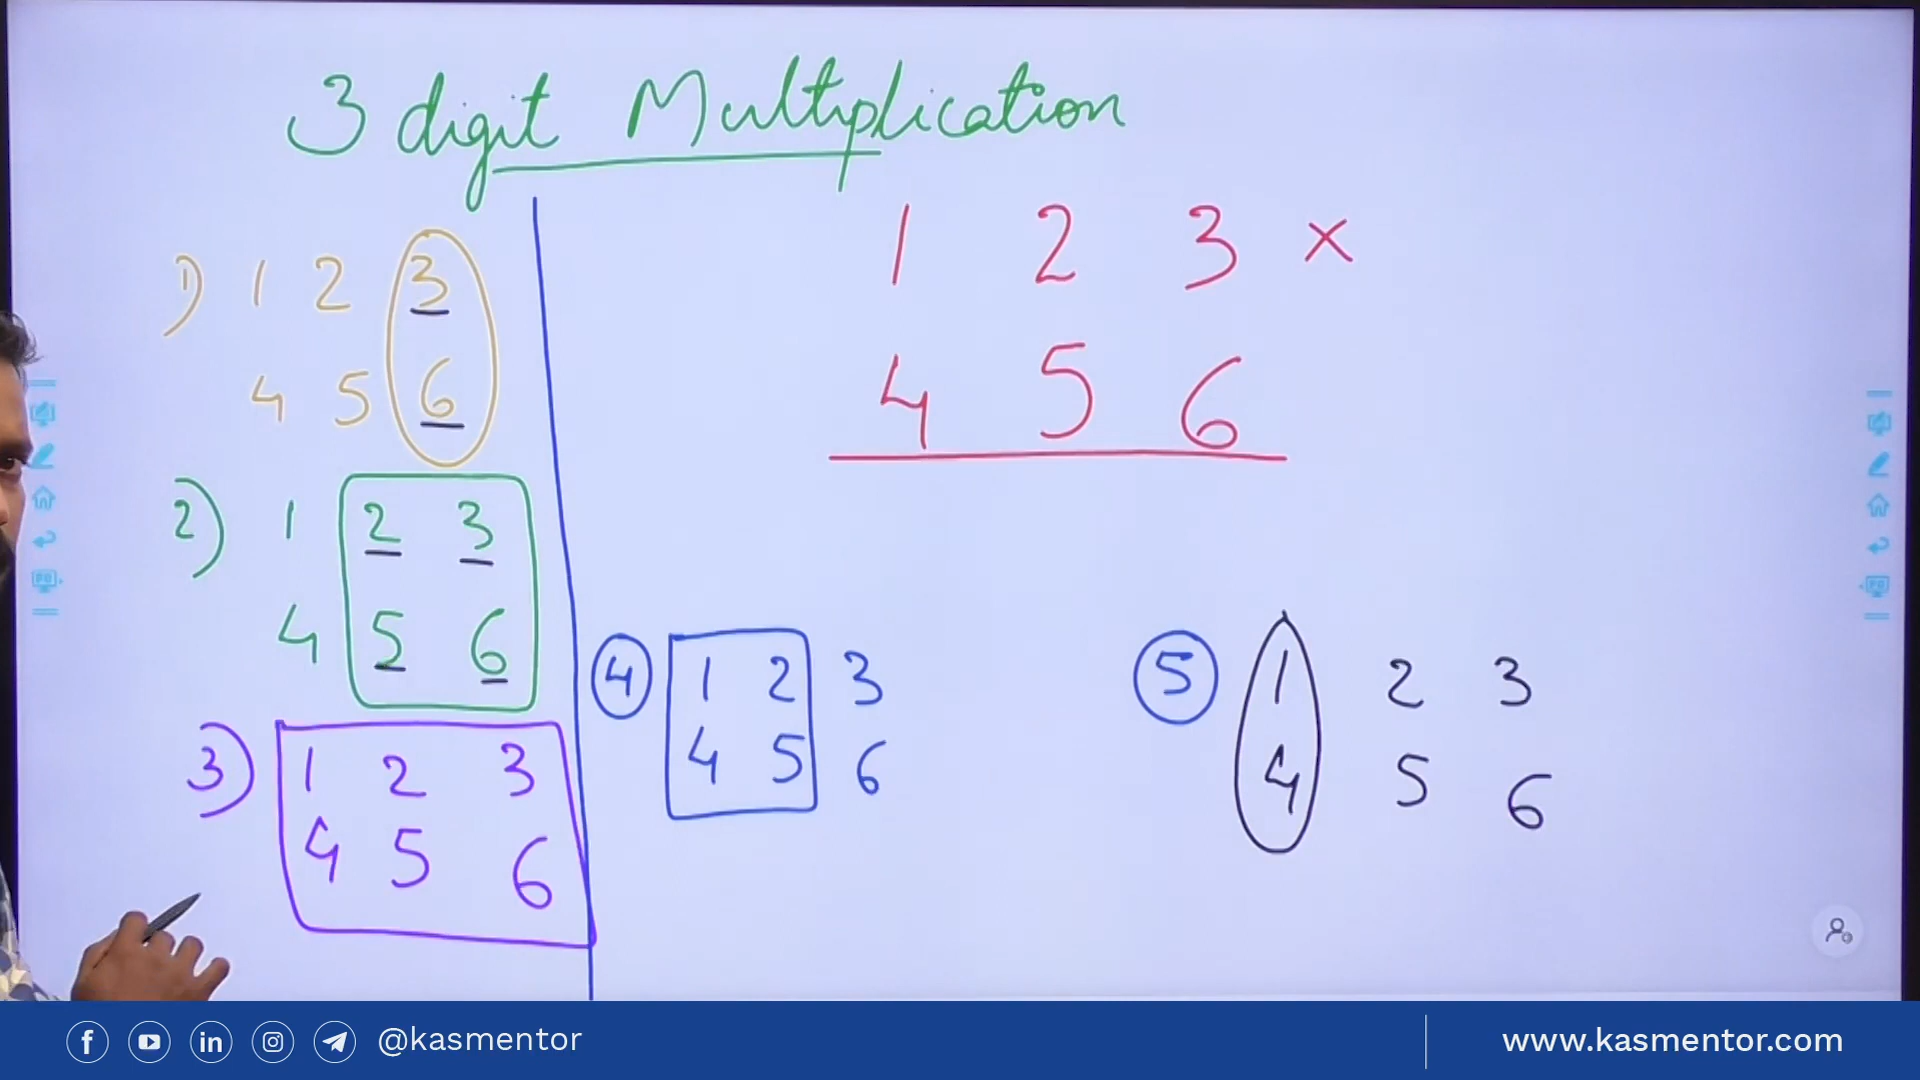 3 digit Multiplication
1 2 3 ×
4 5 6
1) 1 2 3
4 5 6
2) 1 2 3
4 5 6
3) 1 2 3
4 5 6
4 1 2 3
4 5 6
5 1 2 3
4 5 6
@kasmentor
www.kasmentor.com